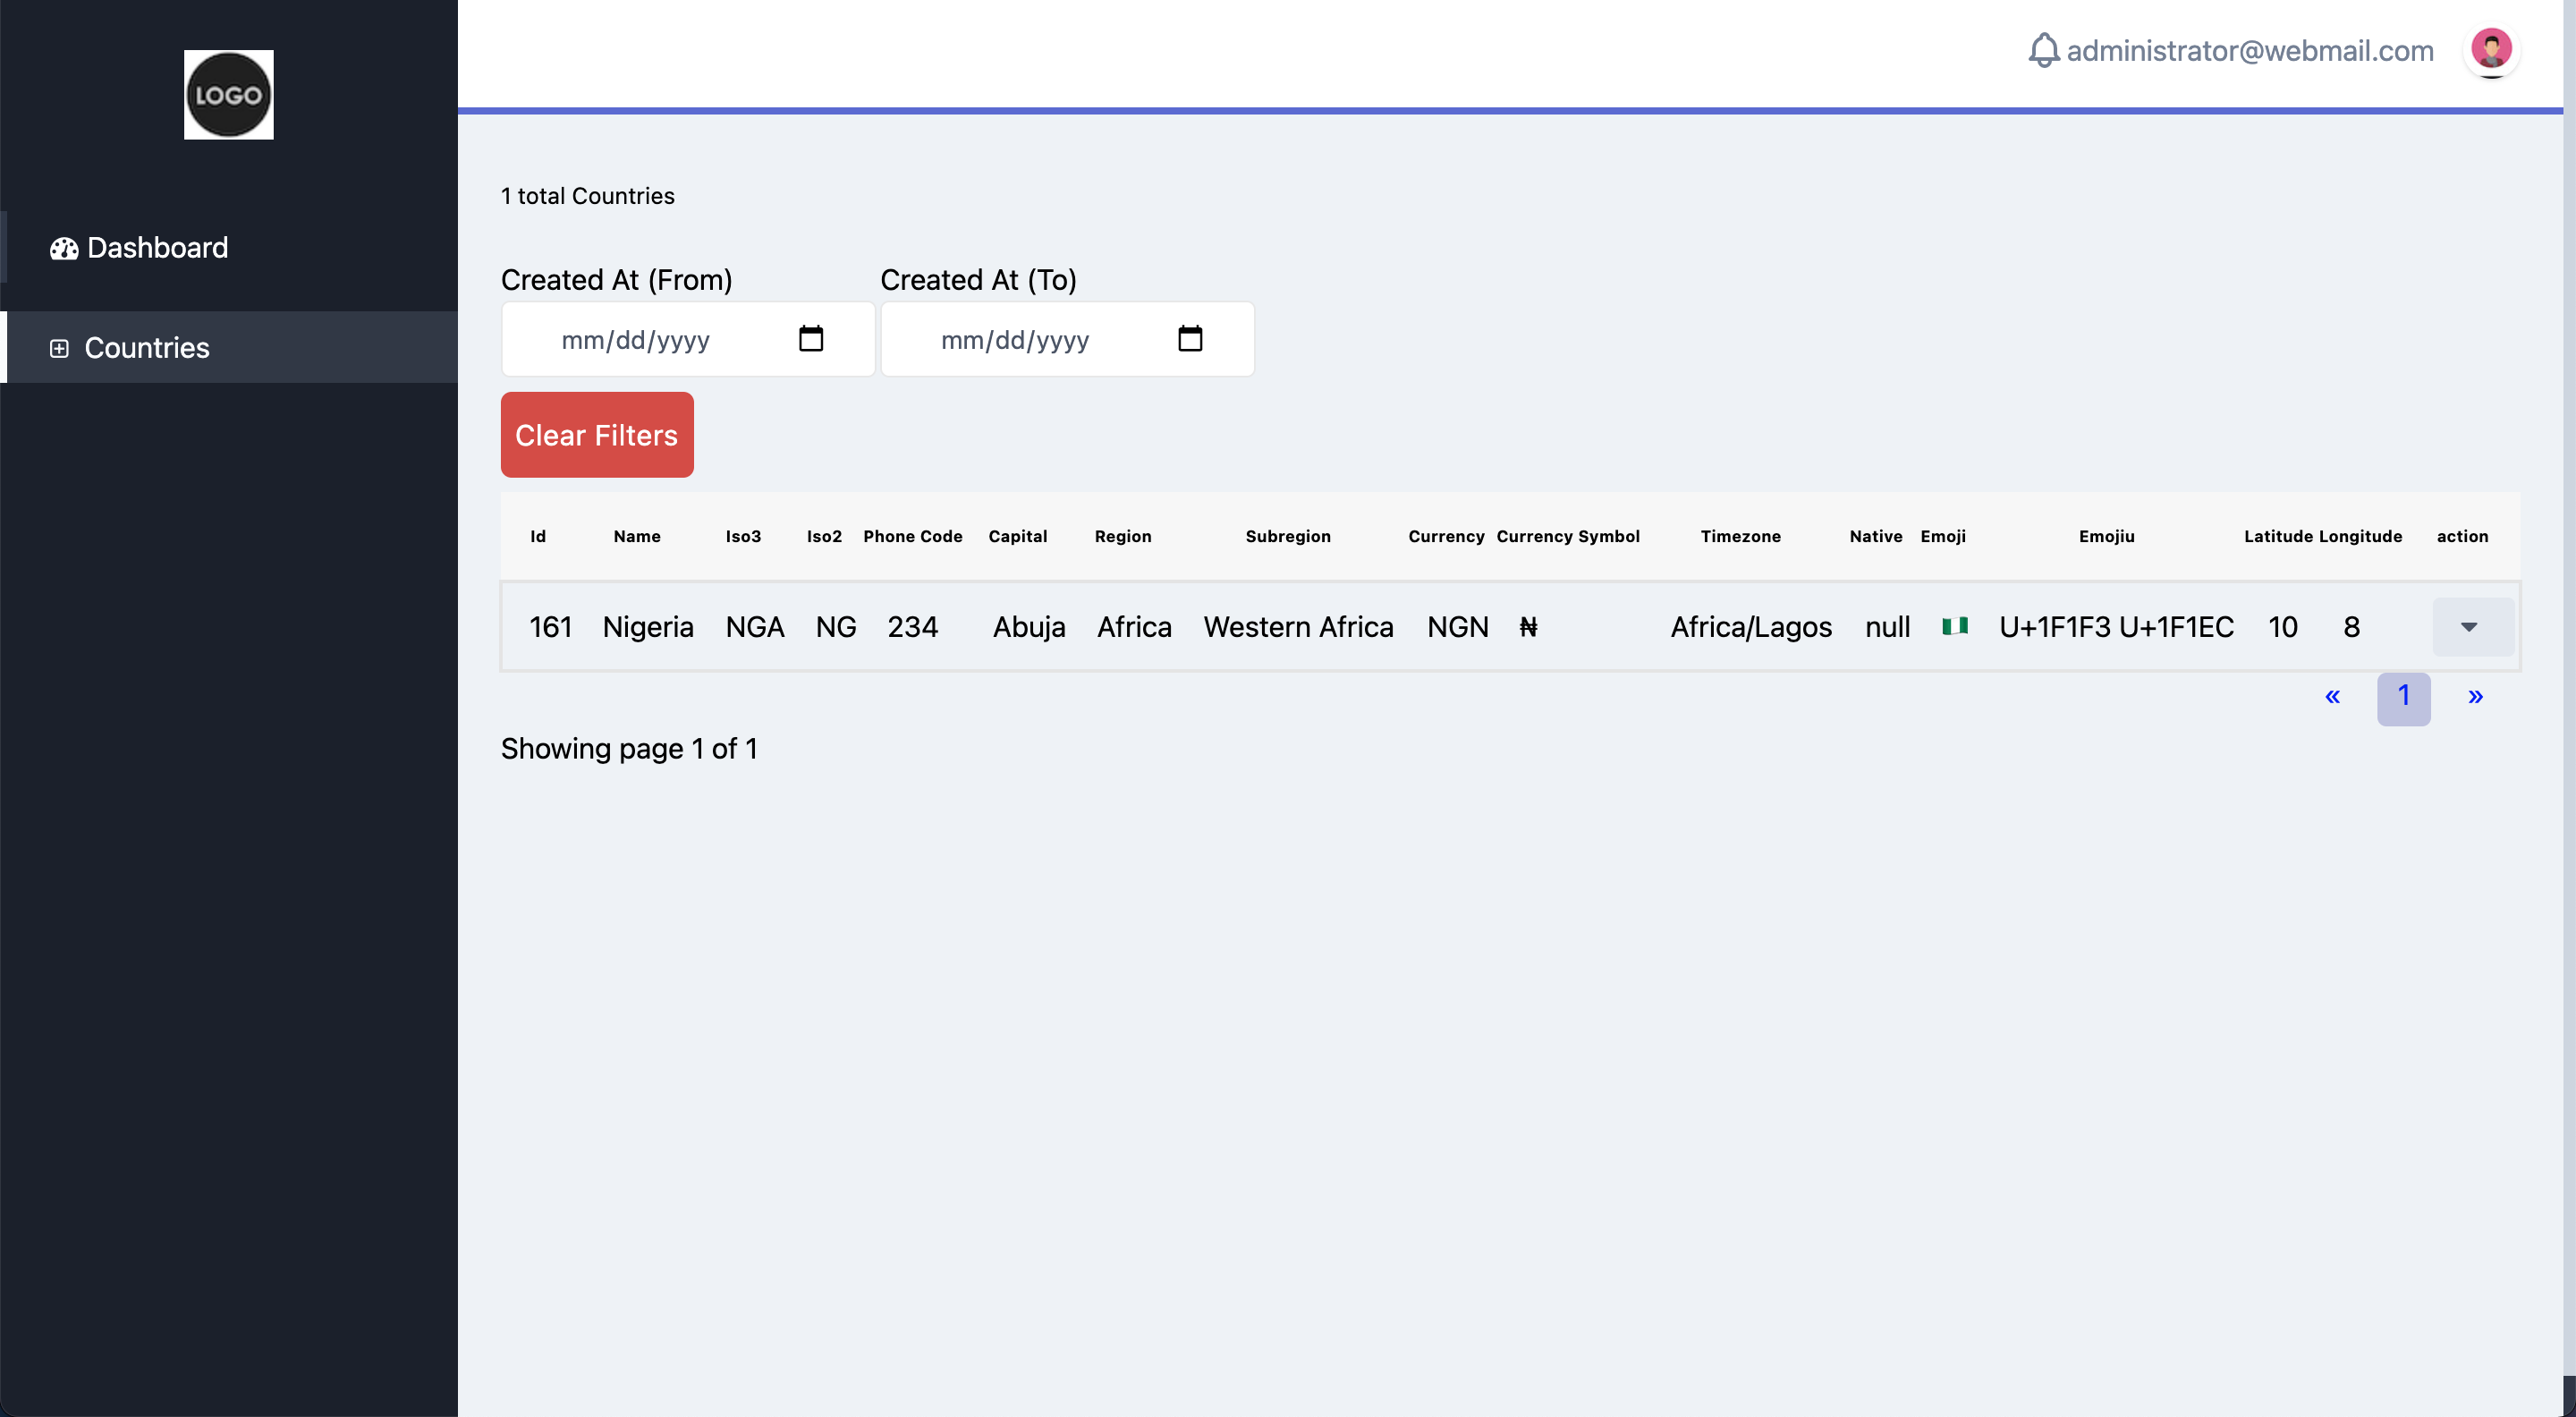 LOGO
administrator@webmail.com
Dashboard
Countries
1 total Countries
Created At (From) Created At (To)
mm/dd/yyyy mm/dd/yyyy
Clear Filters
Id Name Iso3 Iso2 Phone Code Capital Region Subregion Currency Currency Symbol Timezone Native Emoji Emojiu Latitude Longitude action
161 Nigeria NGA NG 234 Abuja Africa Western Africa NGN ₦ Africa/Lagos null 🇳🇬 U+1F1F3 U+1F1EC 10 8
« 1 »
Showing page 1 of 1